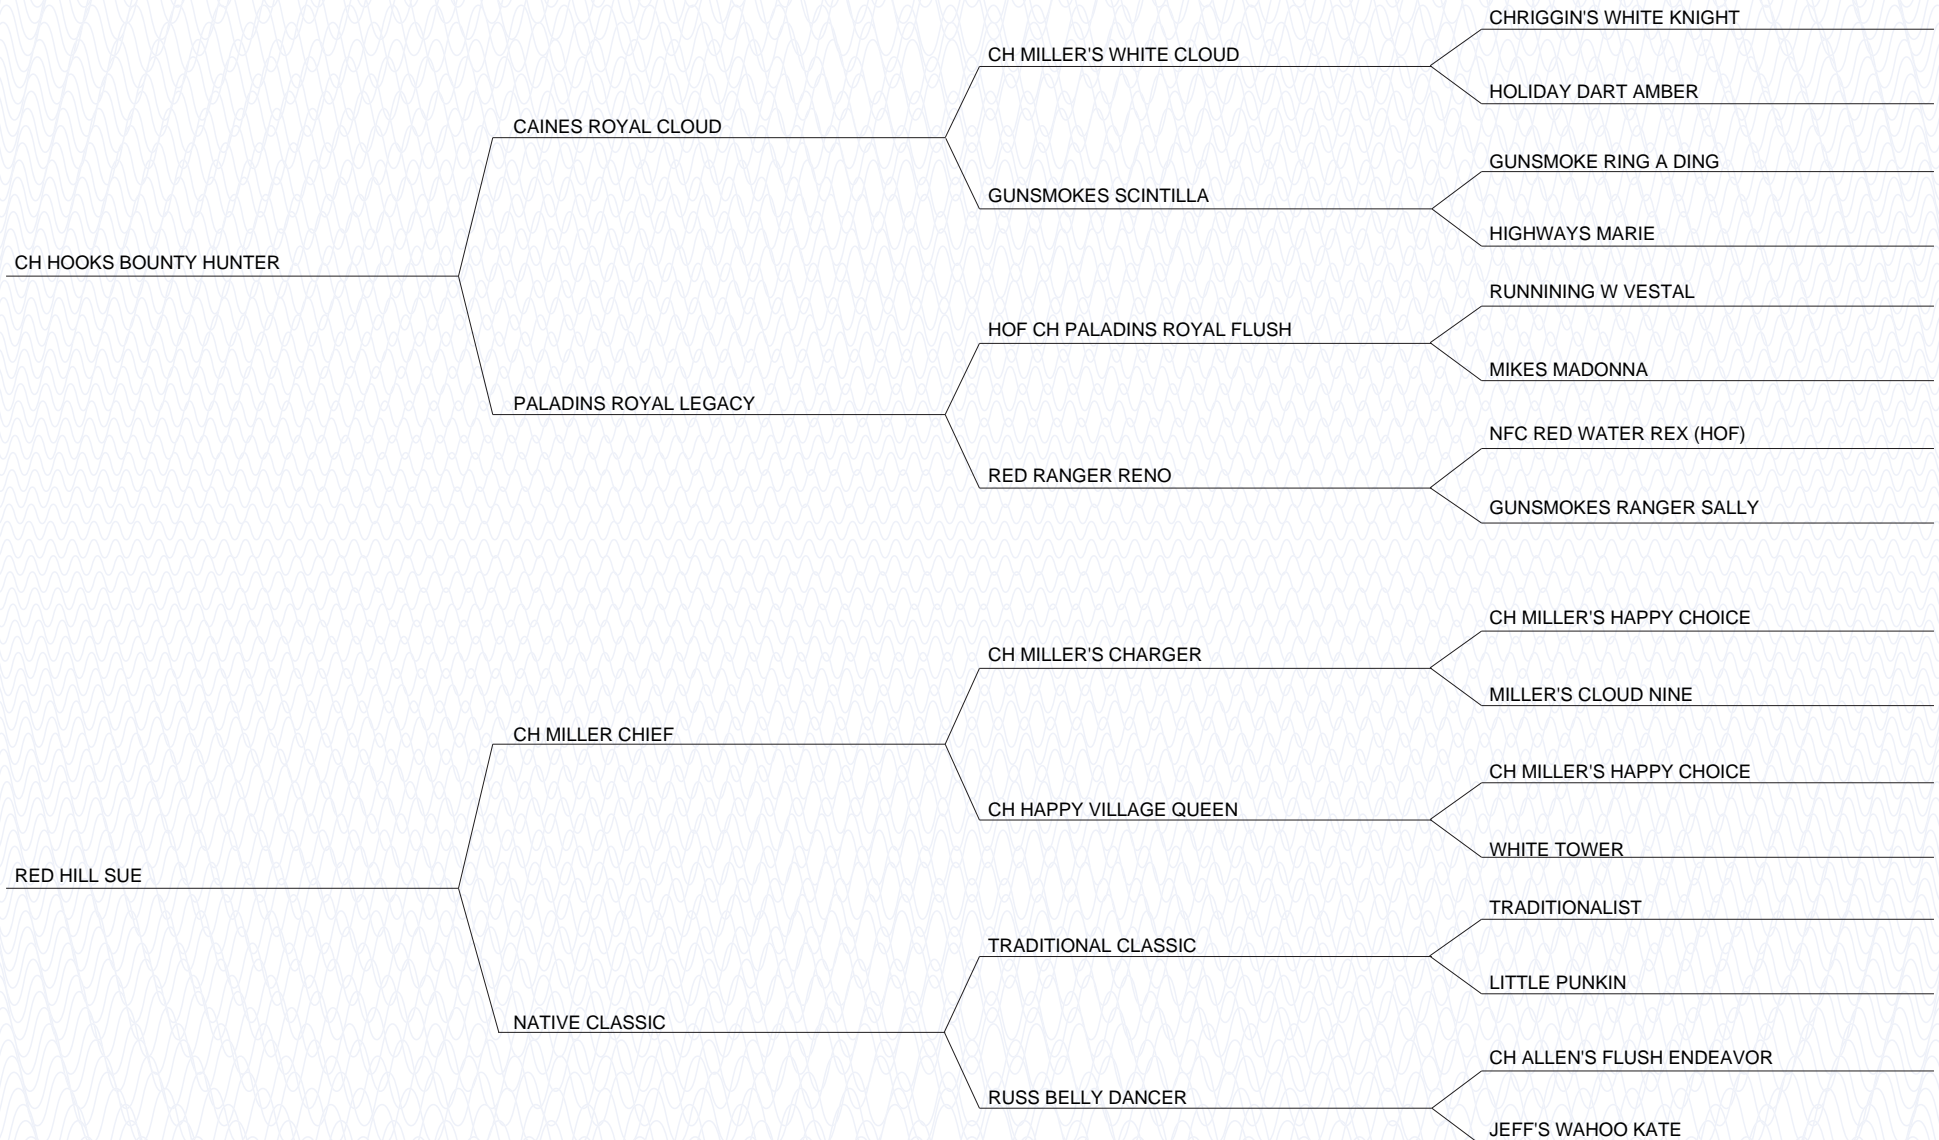 CHRIGGIN'S WHITE KNIGHT
CH MILLER'S WHITE CLOUD
HOLIDAY DART AMBER
CAINES ROYAL CLOUD
GUNSMOKE RING A DING
GUNSMOKES SCINTILLA
HIGHWAYS MARIE
CH HOOKS BOUNTY HUNTER
RUNNINING W VESTAL
HOF CH PALADINS ROYAL FLUSH
MIKES MADONNA
PALADINS ROYAL LEGACY
NFC RED WATER REX (HOF)
RED RANGER RENO
GUNSMOKES RANGER SALLY
CH MILLER'S HAPPY CHOICE
CH MILLER'S CHARGER
MILLER'S CLOUD NINE
CH MILLER CHIEF
CH MILLER'S HAPPY CHOICE
CH HAPPY VILLAGE QUEEN
WHITE TOWER
RED HILL SUE
TRADITIONALIST
TRADITIONAL CLASSIC
LITTLE PUNKIN
NATIVE CLASSIC
CH ALLEN'S FLUSH ENDEAVOR
RUSS BELLY DANCER
JEFF'S WAHOO KATE